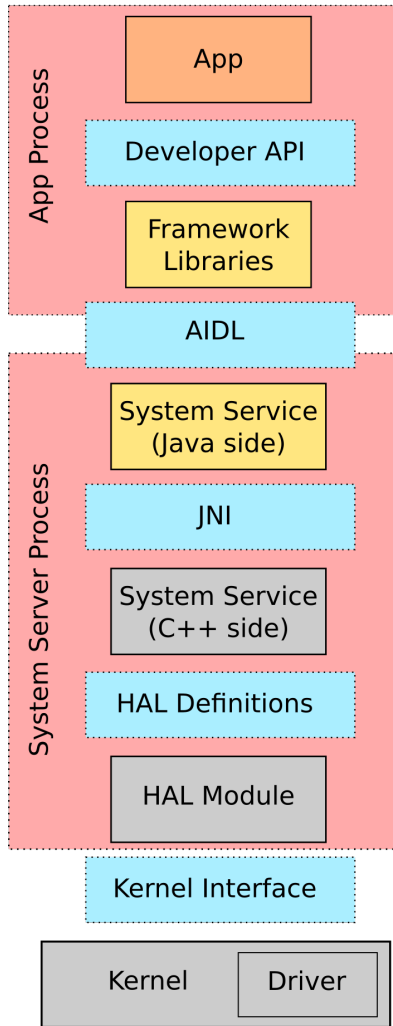 App Process
App
Developer API
Framework
Libraries
AIDL
System Server Process
System Service
(Java side)
JNI
System Service
(C++ side)
HAL Definitions
HAL Module
Kernel Interface
Kernel
Driver